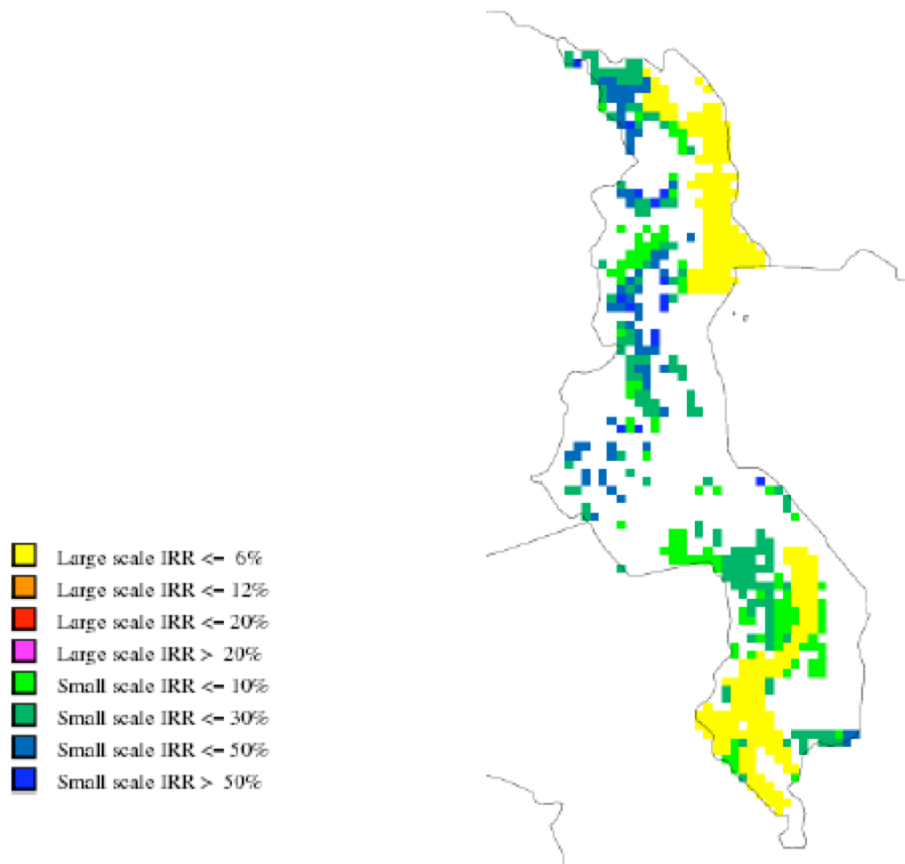 Large scale IRR <= 6%
Large scale IRR <= 12%
Large scale IRR <= 20%
Large scale IRR > 20%
Small scale IRR <= 10%
Small scale IRR <= 30%
Small scale IRR <= 50%
Small scale IRR > 50%